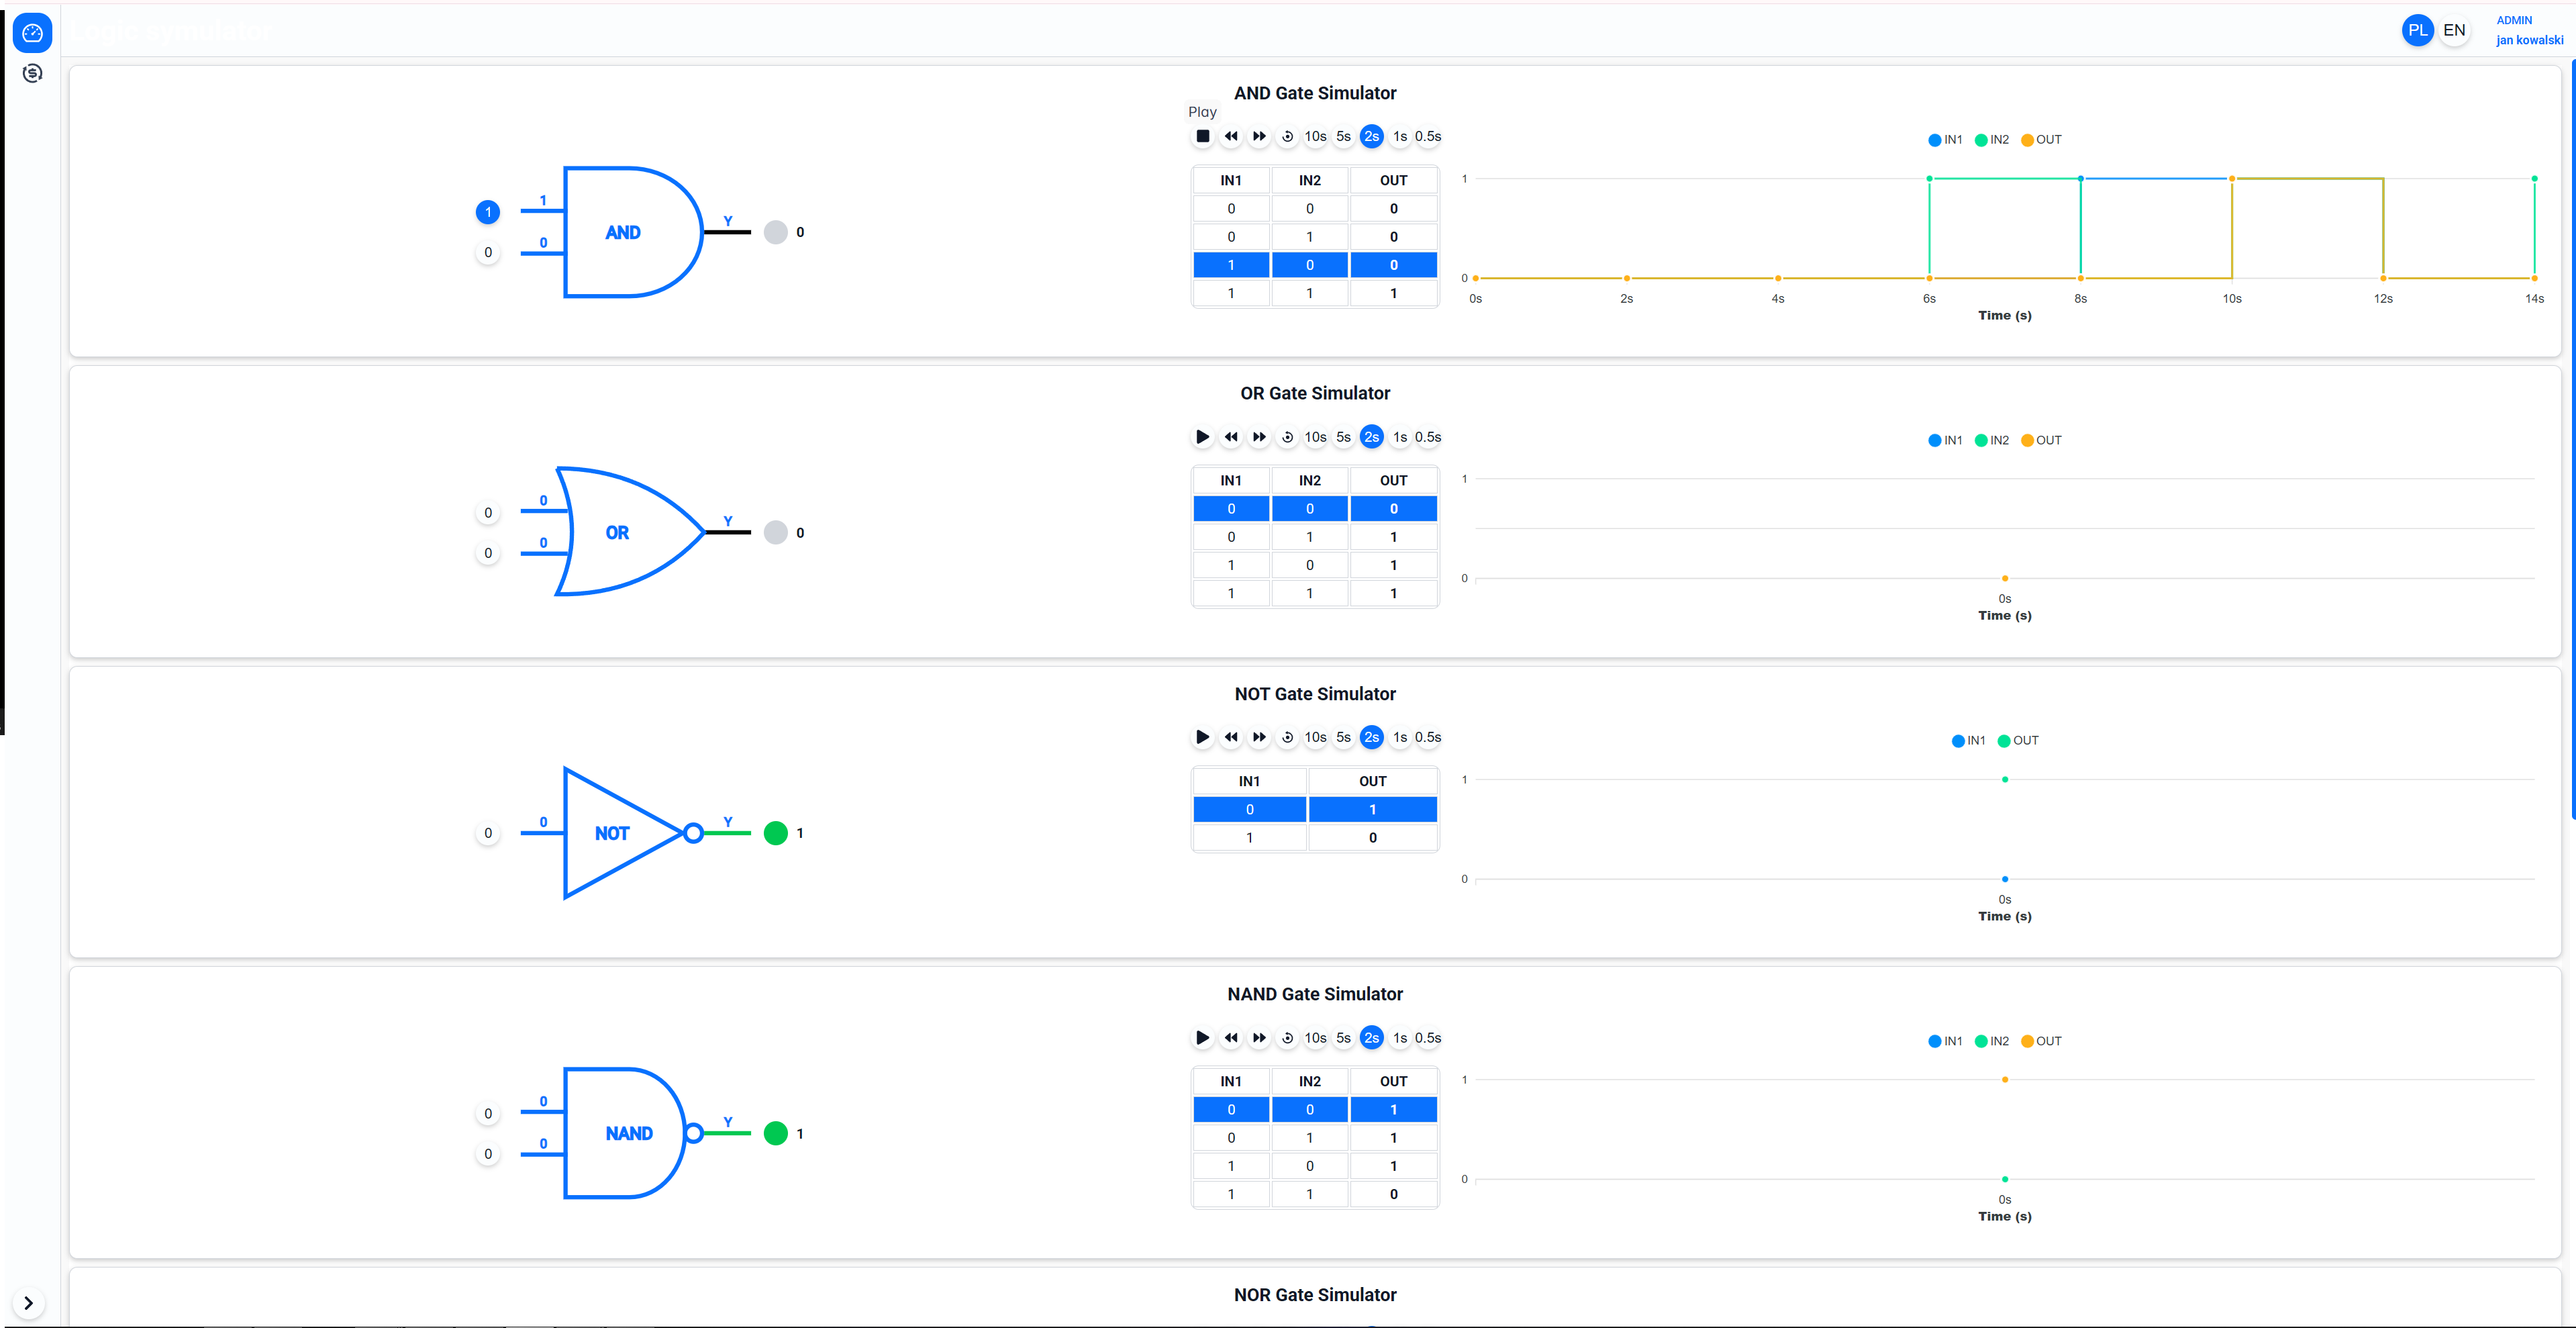 PL EN
ADMIN
jan kowalski
AND Gate Simulator
Play
10s 5s 2s 1s 0.5s
1 1
0 0
AND
Y 0
IN1 IN2 OUT
0 0 0
0 1 0
1 0 0
1 1 1
IN1 IN2 OUT
1
0
0s 2s 4s 6s 8s 10s 12s 14s
Time (s)
OR Gate Simulator
10s 5s 2s 1s 0.5s
0 0
0 0
OR
Y 0
IN1 IN2 OUT
0 0 0
0 1 1
1 0 1
1 1 1
IN1 IN2 OUT
1
0
0s
Time (s)
NOT Gate Simulator
10s 5s 2s 1s 0.5s
0 0
NOT
Y 1
IN1 OUT
0 1
1 0
IN1 OUT
1
0
0s
Time (s)
NAND Gate Simulator
10s 5s 2s 1s 0.5s
0 0
0 0
NAND
Y 1
IN1 IN2 OUT
0 0 1
0 1 1
1 0 1
1 1 0
IN1 IN2 OUT
1
0
0s
Time (s)
NOR Gate Simulator